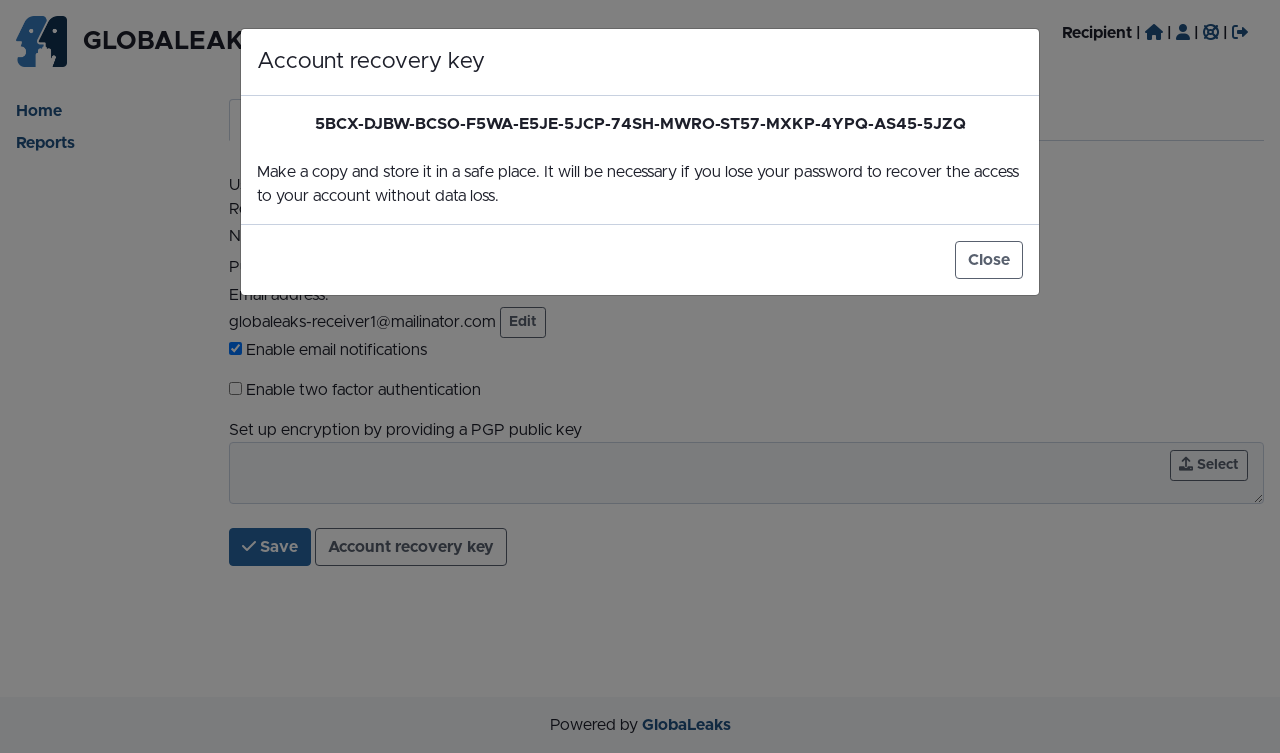 GLOBALEAK
Recipient | | | |
Account recovery key
Home
Reports
5BCX-DJBW-BCSO-F5WA-E5JE-5JCP-74SH-MWRO-ST57-MXKP-4YPQ-AS45-5JZQ
Make a copy and store it in a safe place. It will be necessary if you lose your password to recover the access
to your account without data loss.
Close
Email address:
globaleaks-receiver1@mailinator.com Edit
Enable email notifications
Enable two factor authentication
Set up encryption by providing a PGP public key
Select
Save Account recovery key
Powered by GlobaLeaks